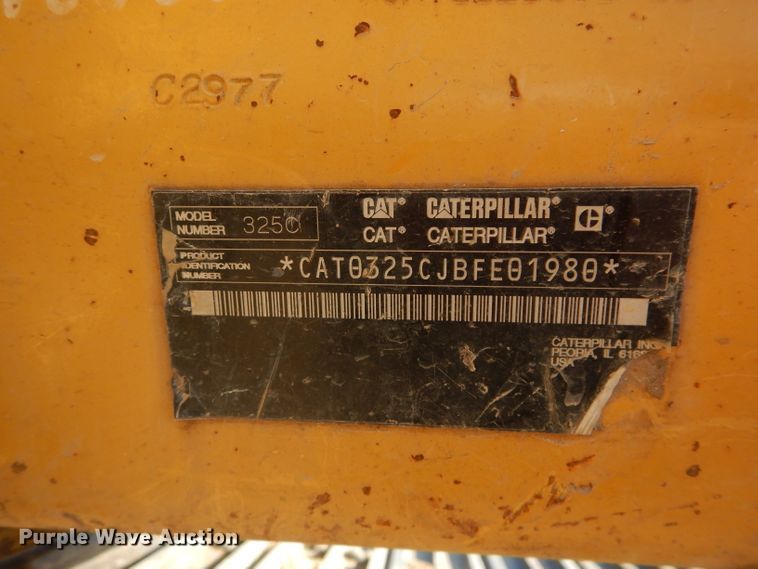 C2977
MODEL NUMBER 325C
CAT® CATERPILLAR® C
CAT® CATERPILLAR®
PRODUCT IDENTIFICATION NUMBER *CAT0325CJBFE01980*
CATERPILLAR INC.
PEORIA, IL
USA
Purple Wave Auction